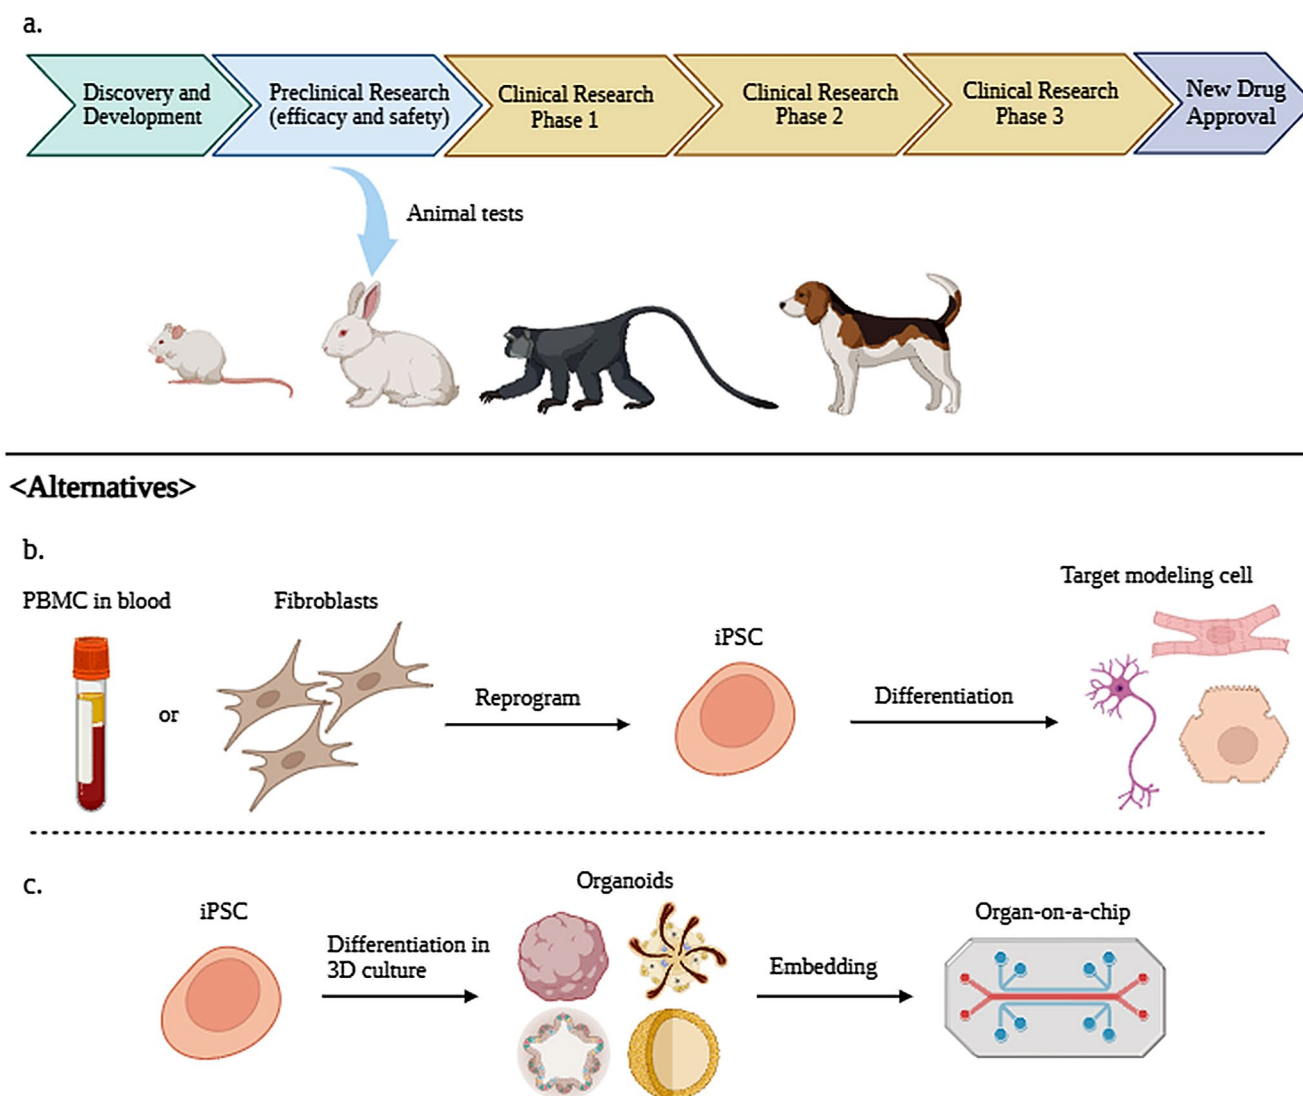 a.
Discovery and
Development
Preclinical Research
(efficacy and safety)
Clinical Research
Phase 1
Clinical Research
Phase 2
Clinical Research
Phase 3
New Drug
Approval
Animal tests
<Alternatives>
b.
PBMC in blood
or
Fibroblasts
Reprogram
iPSC
Differentiation
Target modeling cell
c.
iPSC
Differentiation in
3D culture
Organoids
Embedding
Organ-on-a-chip